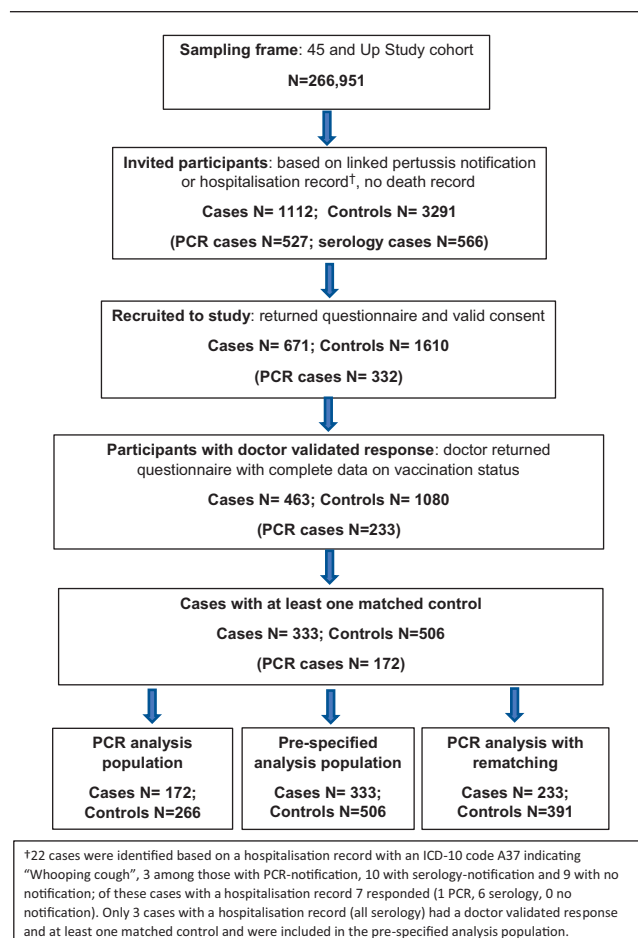 Sampling frame: 45 and Up Study cohort
N=266,951
Invited participants: based on linked pertussis notification
or hospitalisation record†, no death record
Cases N= 1112; Controls N= 3291
(PCR cases N=527; serology cases N=566)
Recruited to study: returned questionnaire and valid consent
Cases N= 671; Controls N= 1610
(PCR cases N= 332)
Participants with doctor validated response: doctor returned
questionnaire with complete data on vaccination status
Cases N= 463; Controls N= 1080
(PCR cases N=233)
Cases with at least one matched control
Cases N= 333; Controls N=506
(PCR cases N= 172)
PCR analysis
population
Cases N= 172;
Controls N=266
Pre-specified
analysis population
Cases N= 333;
Controls N=506
PCR analysis with
rematching
Cases N= 233;
Controls N=391
†22 cases were identified based on a hospitalisation record with an ICD-10 code A37 indicating
“Whooping cough”, 3 among those with PCR-notification, 10 with serology-notification and 9 with no
notification; of these cases with a hospitalisation record 7 responded (1 PCR, 6 serology, 0 no
notification). Only 3 cases with a hospitalisation record (all serology) had a doctor validated response
and at least one matched control and were included in the pre-specified analysis population.